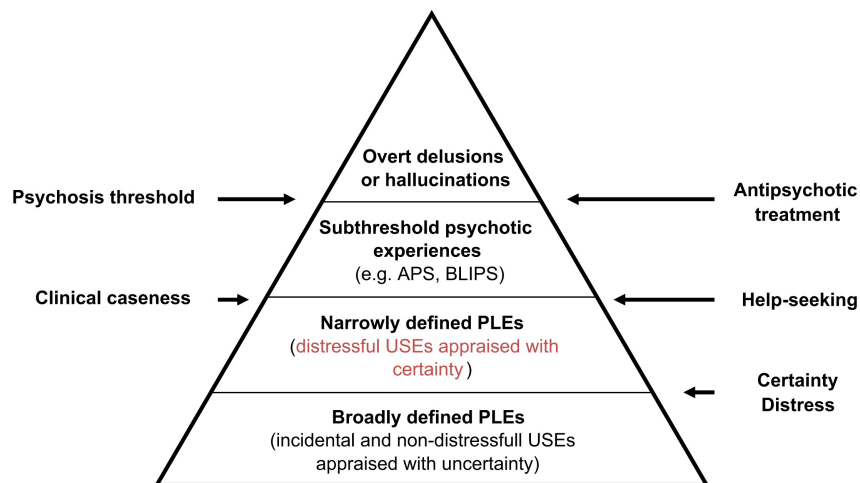 Overt delusions
or hallucinations
Psychosis threshold
Antipsychotic
treatment
Subthreshold psychotic
experiences
(e.g. APS, BLIPS)
Clinical caseness
Help-seeking
Narrowly defined PLEs
(distressful USEs appraised with
certainty )
Certainty
Distress
Broadly defined PLEs
(incidental and non-distressfull USEs
appraised with uncertainty)